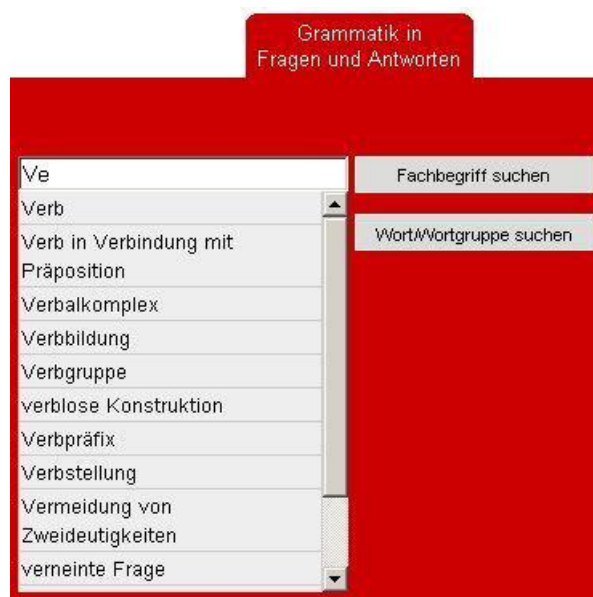 Grammatik in
Fragen und Antworten
Ve
Fachbegriff suchen
Verb
Verb in Verbindung mit
Präposition
Wort/Wortgruppe suchen
Verbalkomplex
Verbbildung
Verbgruppe
verblose Konstruktion
Verbpräfix
Verbstellung
Vermeidung von
Zweideutigkeiten
verneinte Frage